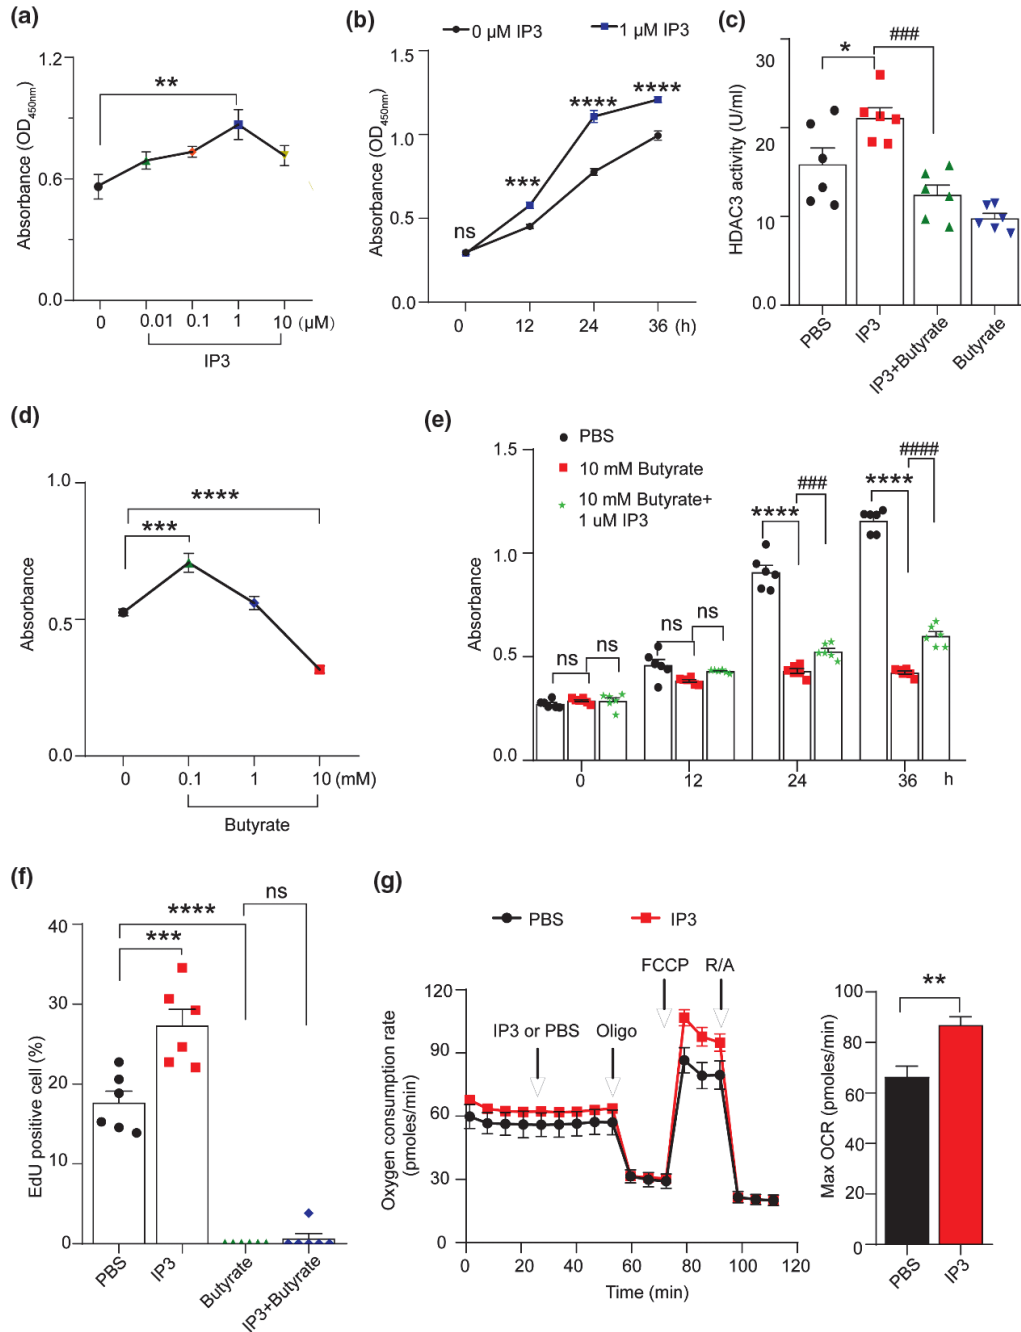 (a)
1.2
0.6
0.0
Absorbance (OD450nm)
**
0
0.01
0.1
1
10
(μM)
IP3
(b)
0 μM IP3
1 μM IP3
1.5
1.0
0.5
0.0
Absorbance (OD450nm)
ns
***
****
****
0
12
24
36
(h)
(c)
30
20
10
0
HDAC3 activity (U/ml)
*
###
PBS
IP3
IP3+Butyrate
Butyrate
(d)
1.0
0.5
0.0
Absorbance
****
***
0
0.1
1
10
(mM)
Butyrate
(e)
PBS
10 mM Butyrate
10 mM Butyrate+
1 uM IP3
1.5
1.0
0.5
0.0
Absorbance
ns
ns
ns
ns
****
###
****
####
0
12
24
36
h
(f)
40
30
20
10
0
EdU positive cell (%)
****
***
ns
PBS
IP3
Butyrate
IP3+Butyrate
(g)
PBS
IP3
120
90
60
30
0
Oxygen consumption rate
(pmoles/min)
IP3 or PBS
Oligo
FCCP
R/A
0
20
40
60
80
100
120
Time (min)
100
80
60
40
20
0
Max OCR (pmoles/min)
**
PBS
IP3